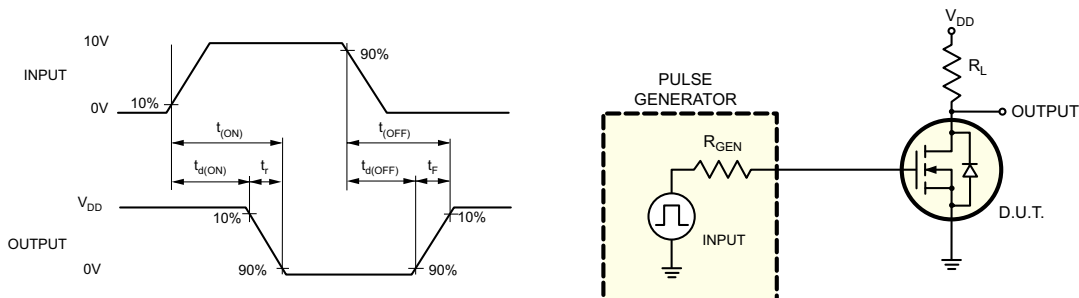 10V
INPUT
90%
0V
10%
t(ON)
t(OFF)
td(ON)
tr
td(OFF)
tF
VDD
10%
10%
OUTPUT
0V
90%
90%
VDD
RL
PULSE
GENERATOR
OUTPUT
RGEN
INPUT
D.U.T.